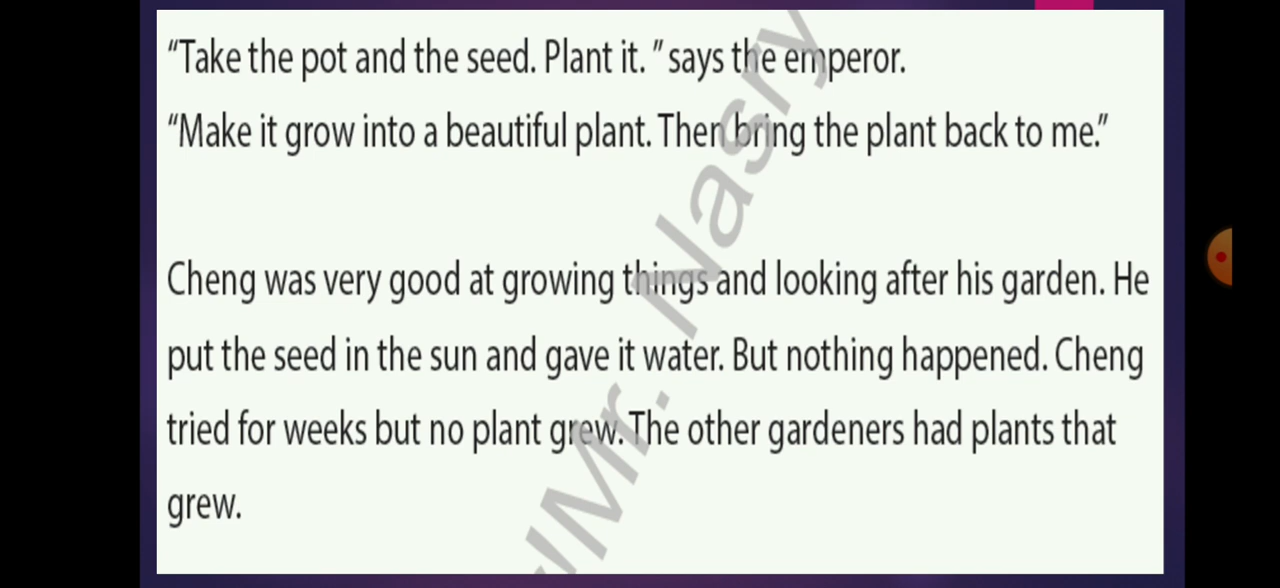 “Take the pot and the seed. Plant it. ” says the emperor.
“Make it grow into a beautiful plant. Then bring the plant back to me.”
Cheng was very good at growing things and looking after his garden. He
put the seed in the sun and gave it water. But nothing happened. Cheng
tried for weeks but no plant grew.The other gardeners had plants that
grew.
Mr. Nasry